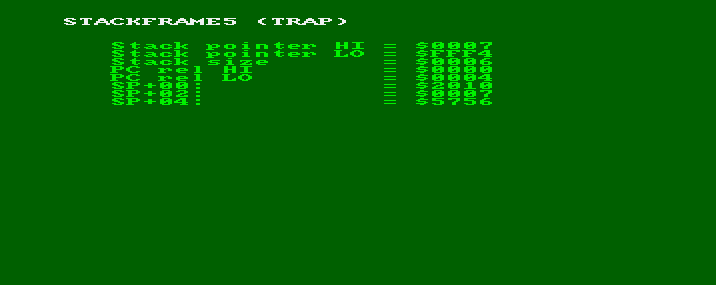 STACKFRAME5 (TRAP)
Stack pointer HI = $0007
Stack pointer LO = $FFF4
Stack size = $0006
PC rel HI = $0000
PC rel LO = $0004
SP+00: = $2010
SP+02: = $0007
SP+04: = $5756